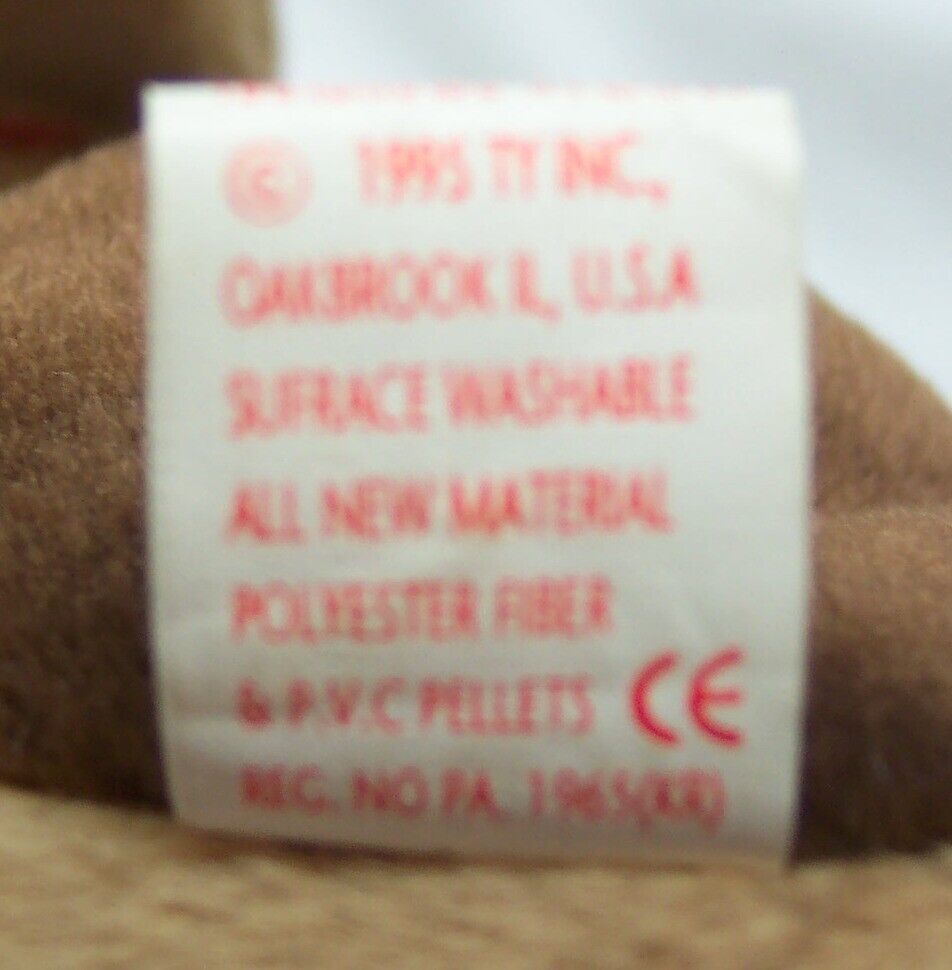 © 1995 TY INC.,
OAKBROOK IL, U.S.A
SUFRACE WASHABLE
ALL NEW MATERIAL
POLYESTER FIBER
& P.V.C PELLETS CE
REG. NO PA. 1965(KR)